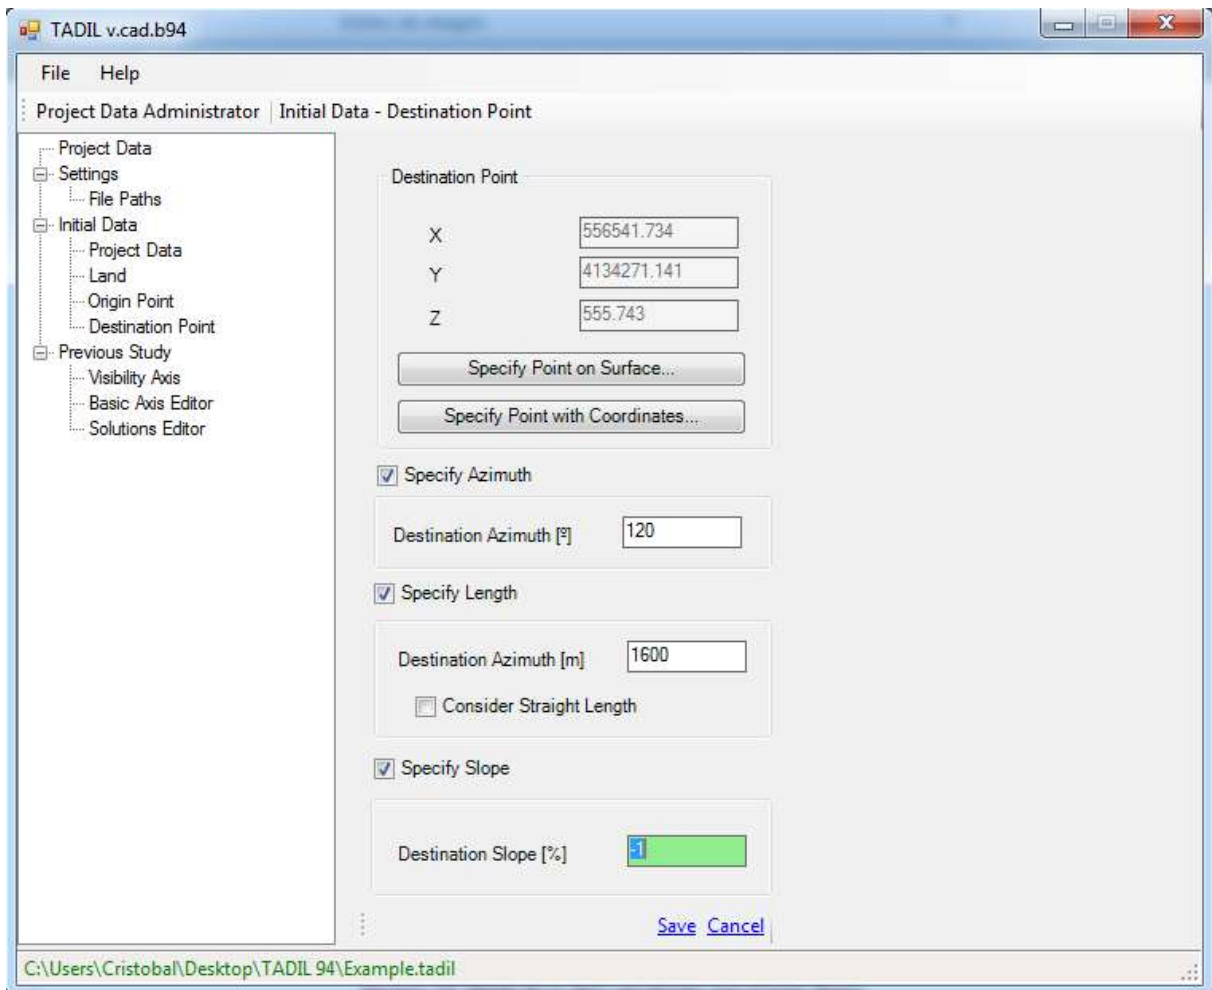 TADIL v.cad.b94
File Help
Project Data Administrator Initial Data - Destination Point
Project Data
Settings
File Paths
Initial Data
Project Data
Land
Origin Point
Destination Point
Previous Study
Visibility Axis
Basic Axis Editor
Solutions Editor
Destination Point
X 556541.734
Y 4134271.141
Z 555.743
Specify Point on Surface...
Specify Point with Coordinates...
Specify Azimuth
Destination Azimuth [º] 120
Specify Length
Destination Azimuth [m] 1600
Consider Straight Length
Specify Slope
Destination Slope [%] -1
Save Cancel
C:\Users\Cristobal\Desktop\TADIL 94\Example.tadil